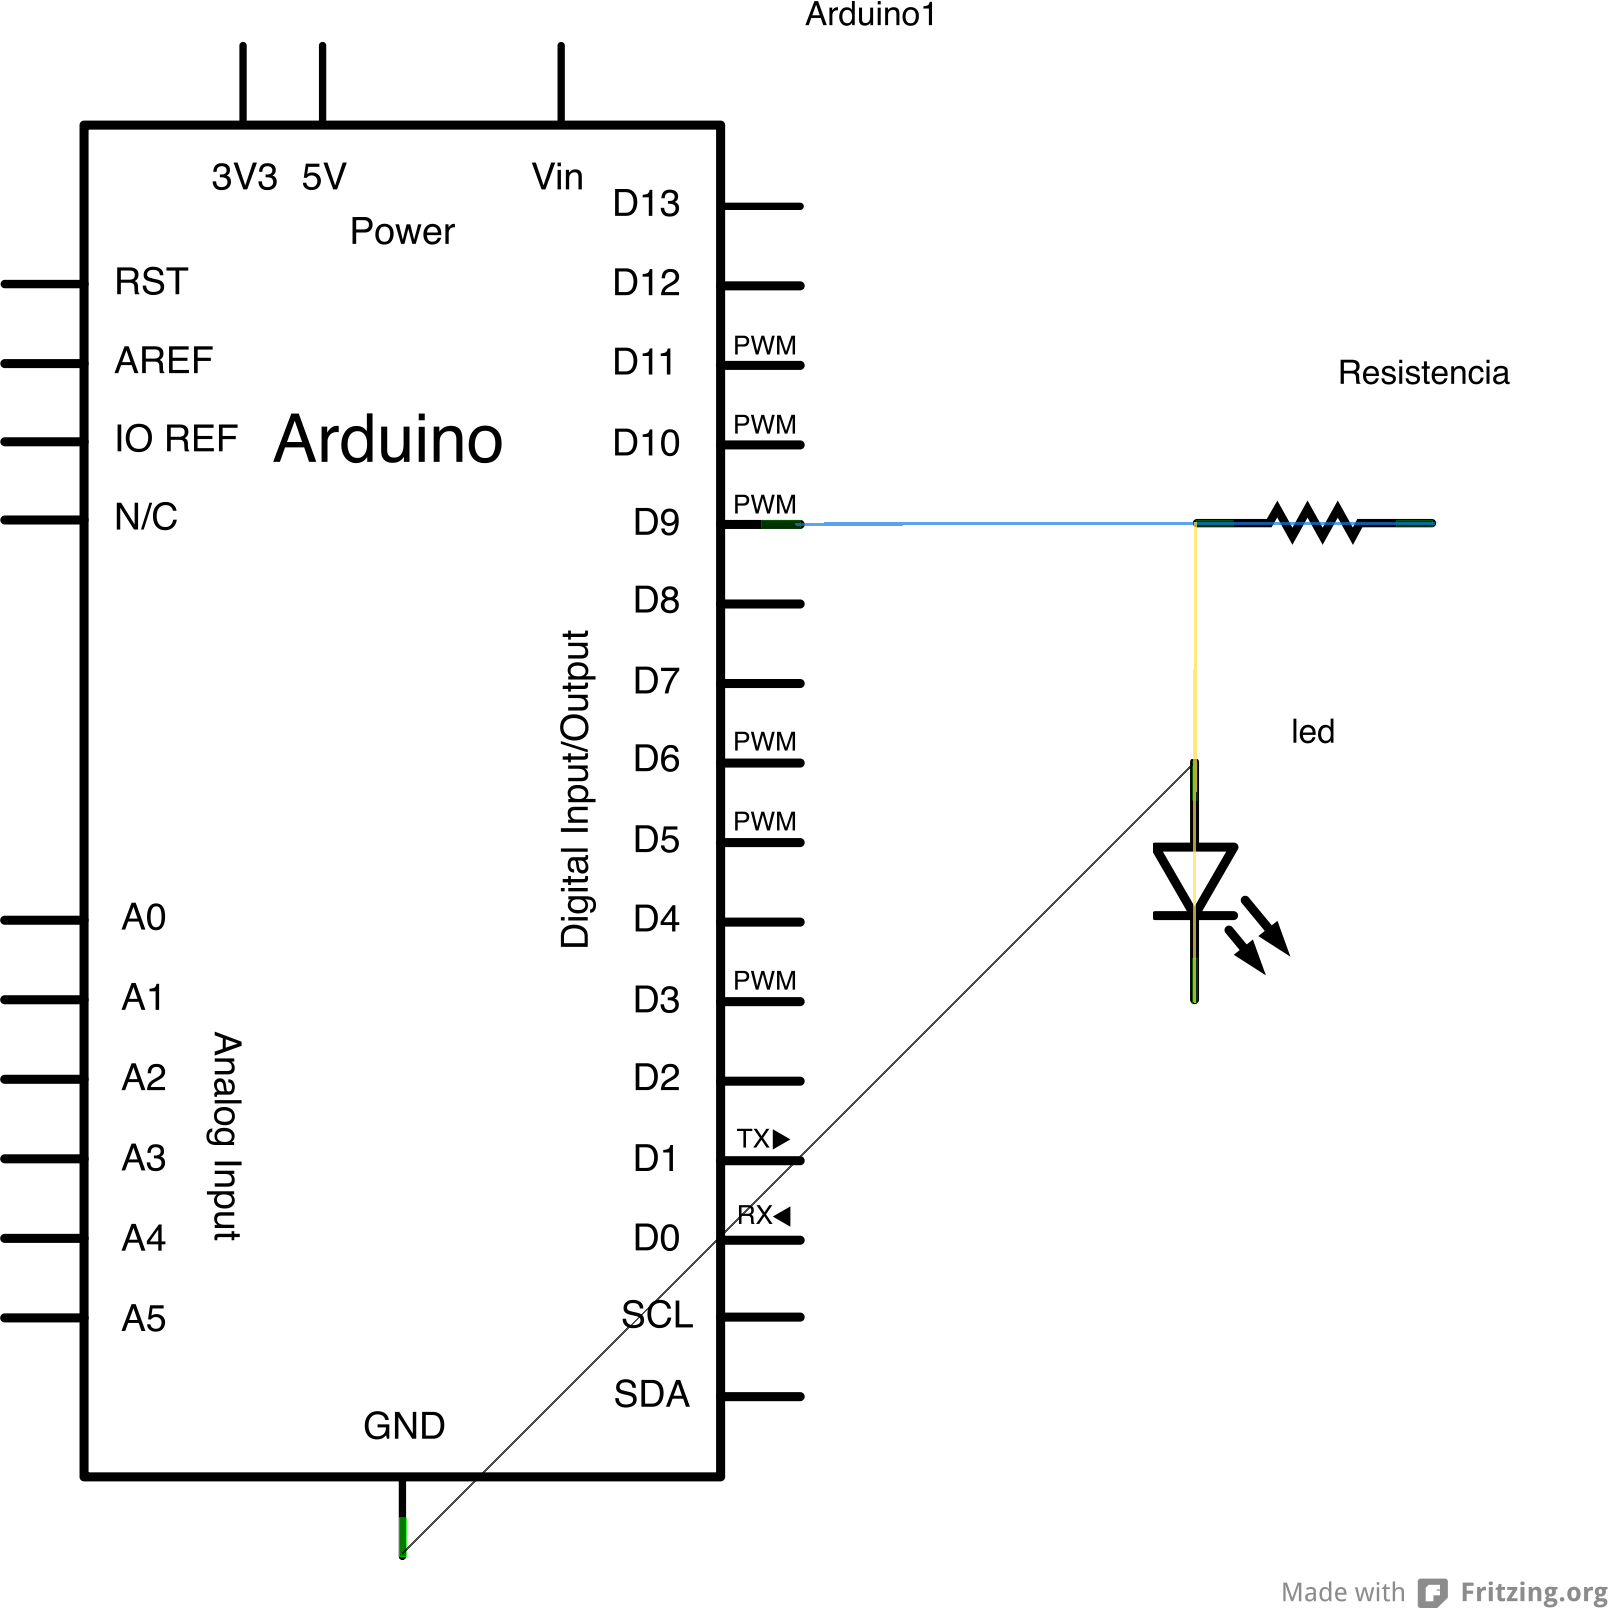 Arduino1
3V3 5V Vin
Power
D13
RST
D12
AREF
PWM
D11
Resistencia
IO REF
Arduino
PWM
D10
N/C
PWM
D9
D8
Digital Input/Output
D7
led
PWM
D6
PWM
D5
A0
D4
A1
PWM
D3
Analog Input
A2
D2
A3
TX
D1
A4
RX
D0
A5
SCL
SDA
GND
Made with Fritzing.org